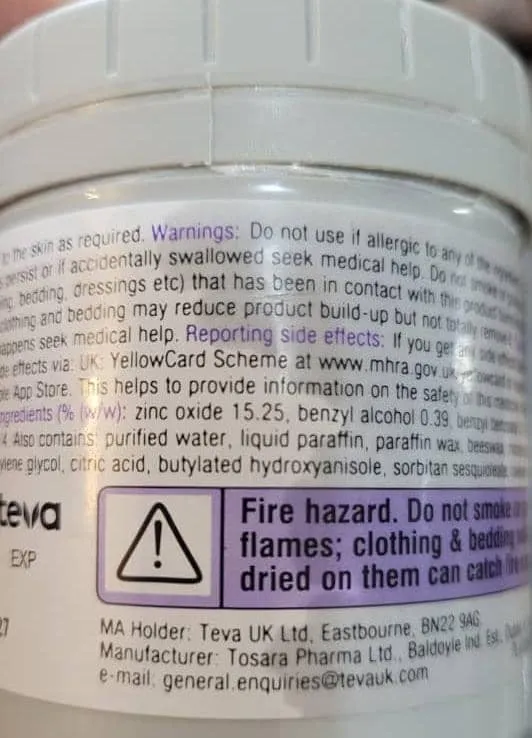 the skin as required. Warnings: Do not use if allergic to any of the
persist or if accidentally swallowed seek medical help. Do not smoke
bedding, dressings etc) that has been in contact with this product
clothing and bedding may reduce product build-up but not totally remove
happens seek medical help. Reporting side effects: If you get any side
effects via: UK: YellowCard Scheme at www.mhra.gov.uk
App Store. This helps to provide information on the safety of this
ingredients (% (w/w): zinc oxide 15.25, benzyl alcohol 0.39, benzyl
4 Also contains: purified water, liquid paraffin, paraffin wax, beeswax,
glycol, citric acid, butylated hydroxyanisole, sorbitan
teva
EXP
27
Fire hazard. Do not smoke
flames; clothing & bedding
dried on them can catch
MA Holder: Teva UK Ltd, Eastbourne, BN22 9AG
Manufacturer: Tosara Pharma Ltd., Baldoyle Ind. Est.
e-mail: general.enquiries@tevauk.com